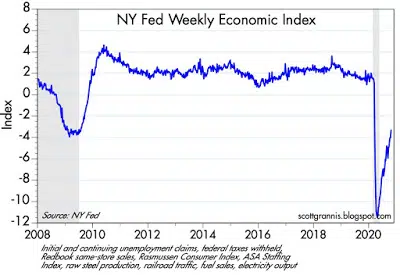 NY Fed Weekly Economic Index
8
6
4
2
0
-2
-4
-6
-8
-10
-12
Index
Source: NY Fed
scottgrannis.blogspot.com
2008 2010 2012 2014 2016 2018 2020
Initial and continuing unemployment claims, federal taxes withheld,
Redbook same-store sales, Rasmussen Consumer Index, ASA Staffing
Index, raw steel production, railroad traffic, fuel sales, electricity output